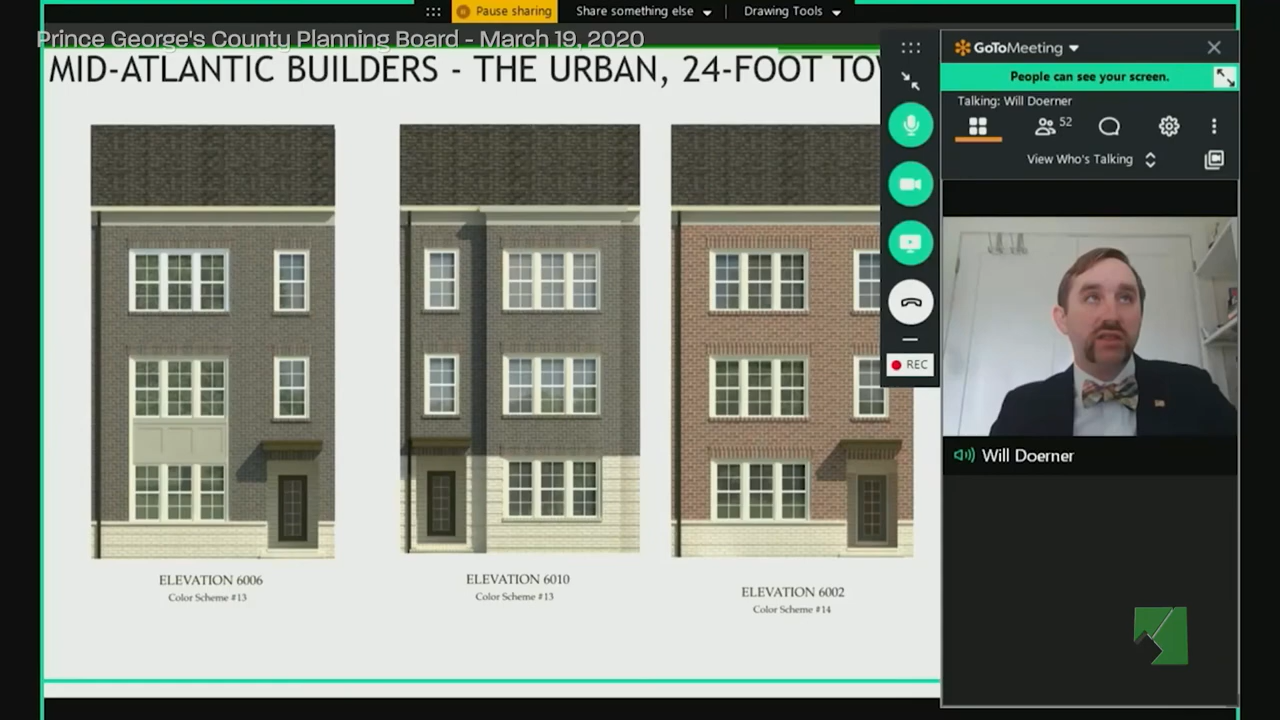 Pause sharing
Share something else
Drawing Tools
Prince George's County Planning Board - March 19, 2020
MID-ATLANTIC BUILDERS - THE URBAN, 24-FOOT TO
GoToMeeting
People can see your screen.
Talking: Will Doerner
52
View Who's Talking
REC
Will Doerner
ELEVATION 6006
Color Scheme #13
ELEVATION 6010
Color Scheme #13
ELEVATION 6002
Color Scheme #14